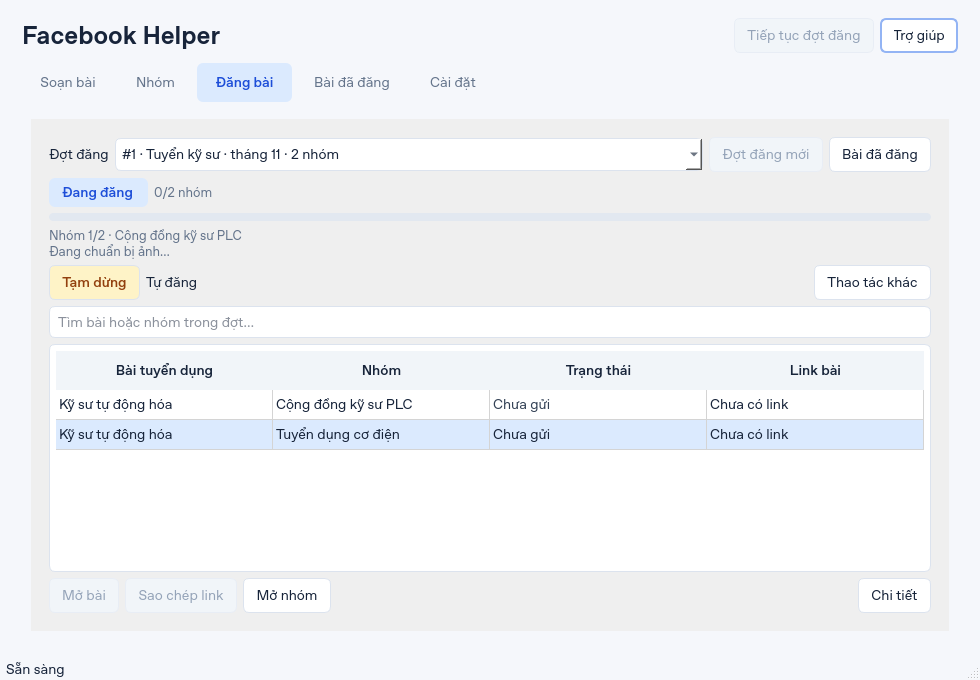 Facebook Helper
Tiếp tục đợt đăng
Trợ giúp
Soạn bài
Nhóm
Đăng bài
Bài đã đăng
Cài đặt
Đợt đăng
#1 · Tuyển kỹ sư · tháng 11 · 2 nhóm
Đợt đăng mới
Bài đã đăng
Đang đăng
0/2 nhóm
Nhóm 1/2 · Cộng đồng kỹ sư PLC
Đang chuẩn bị ảnh...
Tạm dừng
Tự đăng
Thao tác khác
Tìm bài hoặc nhóm trong đợt...
Bài tuyển dụng
Nhóm
Trạng thái
Link bài
Kỹ sư tự động hóa
Cộng đồng kỹ sư PLC
Chưa gửi
Chưa có link
Kỹ sư tự động hóa
Tuyển dụng cơ điện
Chưa gửi
Chưa có link
Mở bài
Sao chép link
Mở nhóm
Chi tiết
Sẵn sàng